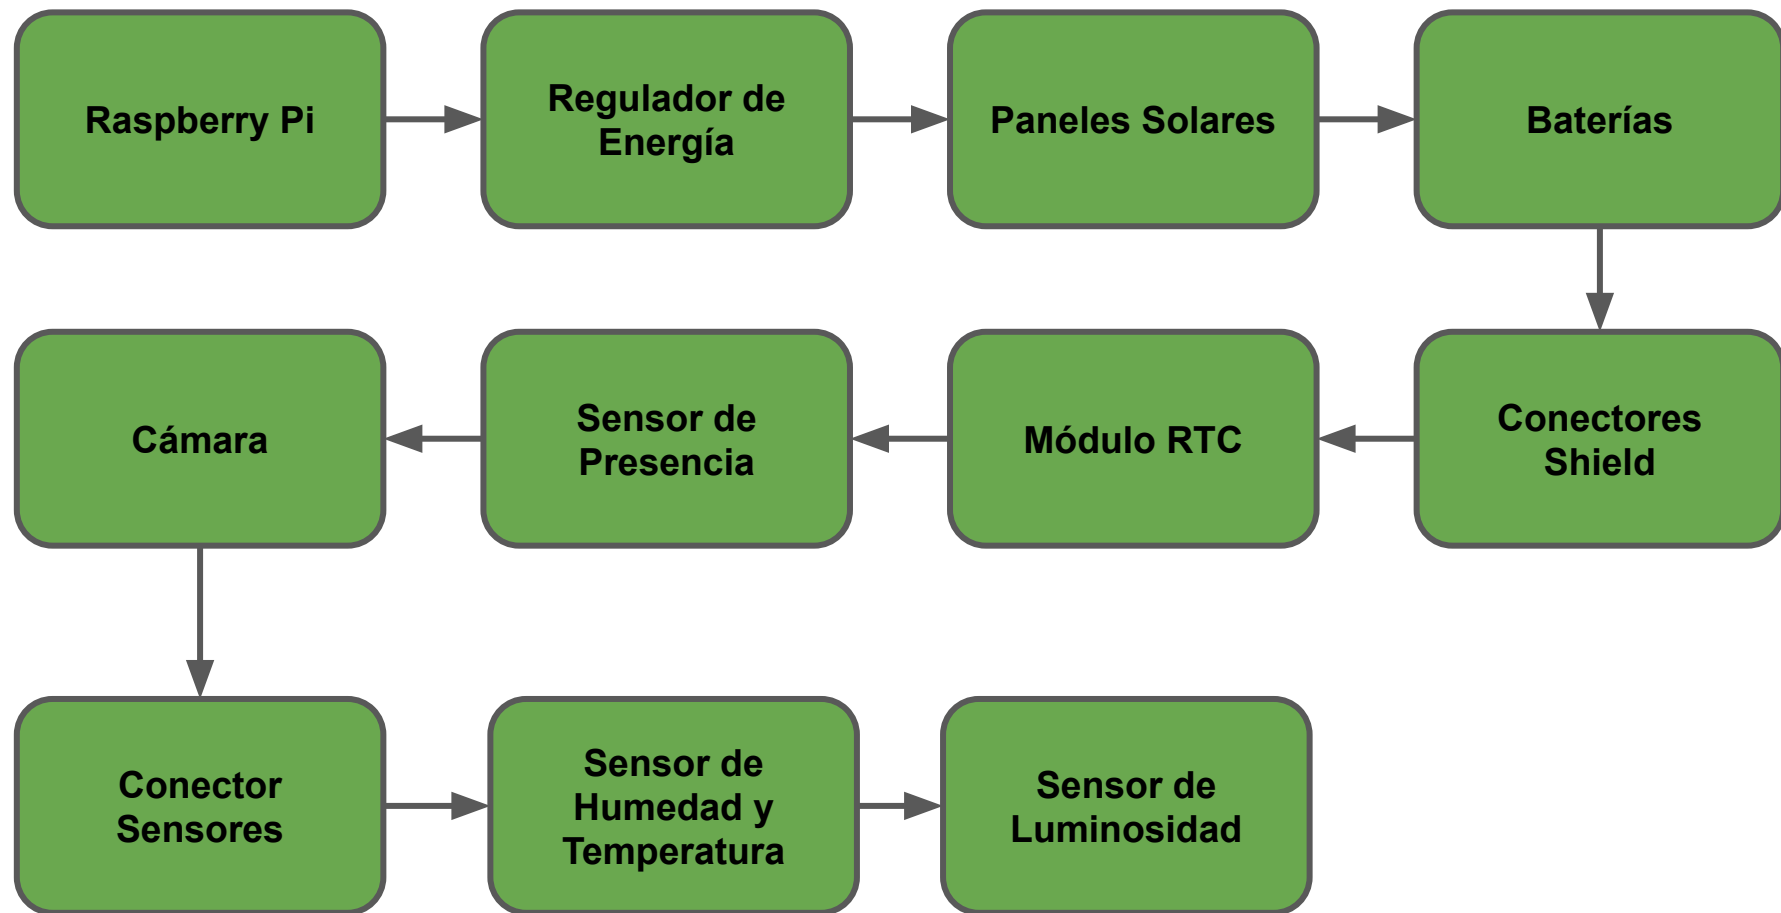 Raspberry Pi
Regulador de
Energía
Paneles Solares
Baterías
Cámara
Sensor de
Presencia
Módulo RTC
Conectores
Shield
Conector
Sensores
Sensor de
Humedad y
Temperatura
Sensor de
Luminosidad